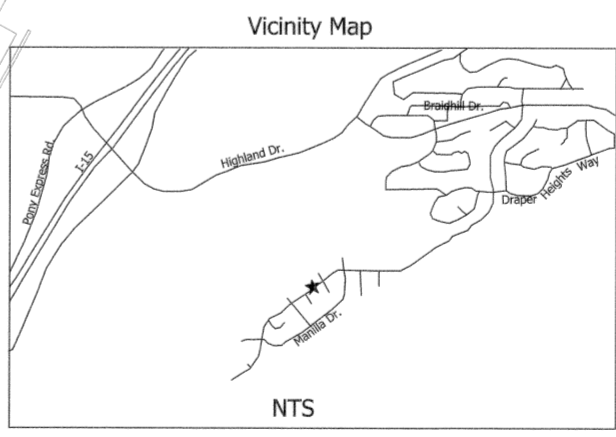 Vicinity Map
Braidhill Dr.
Pony Express Rd.
I-15
Highland Dr.
Draper Heights Way
Manilla Dr.
NTS